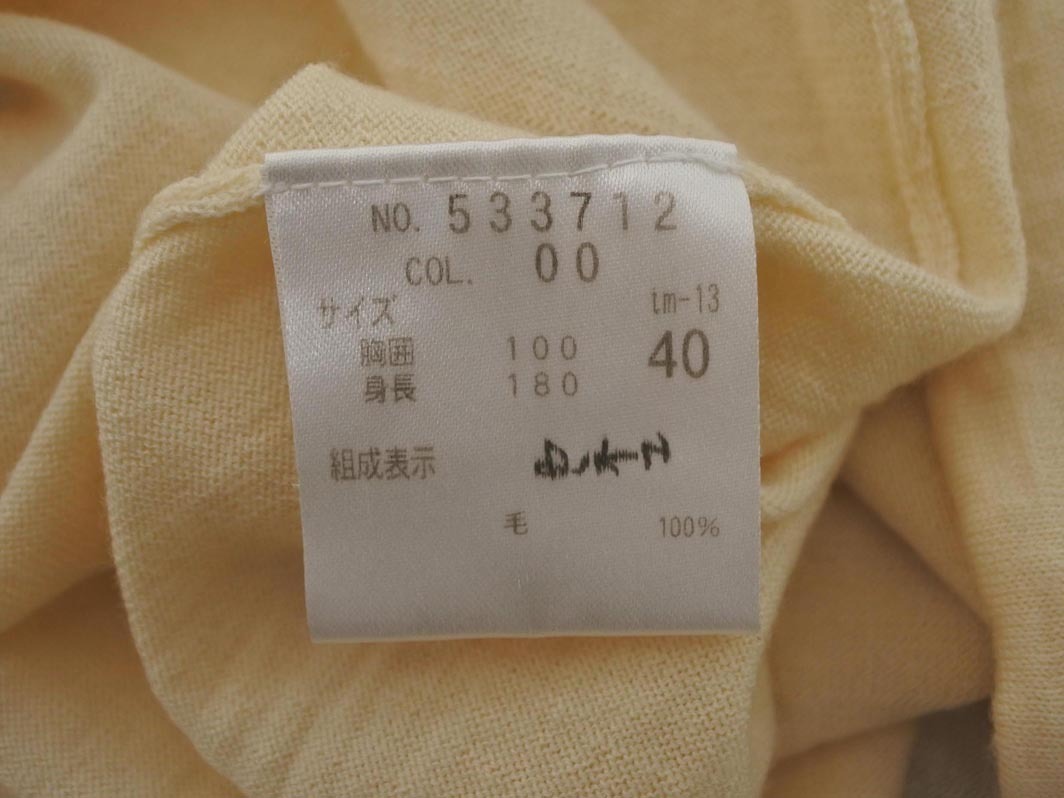 NO. 533712
COL. 00
サイズ tm-13
胸囲 100 40
身長 180
組成表示
毛 100%